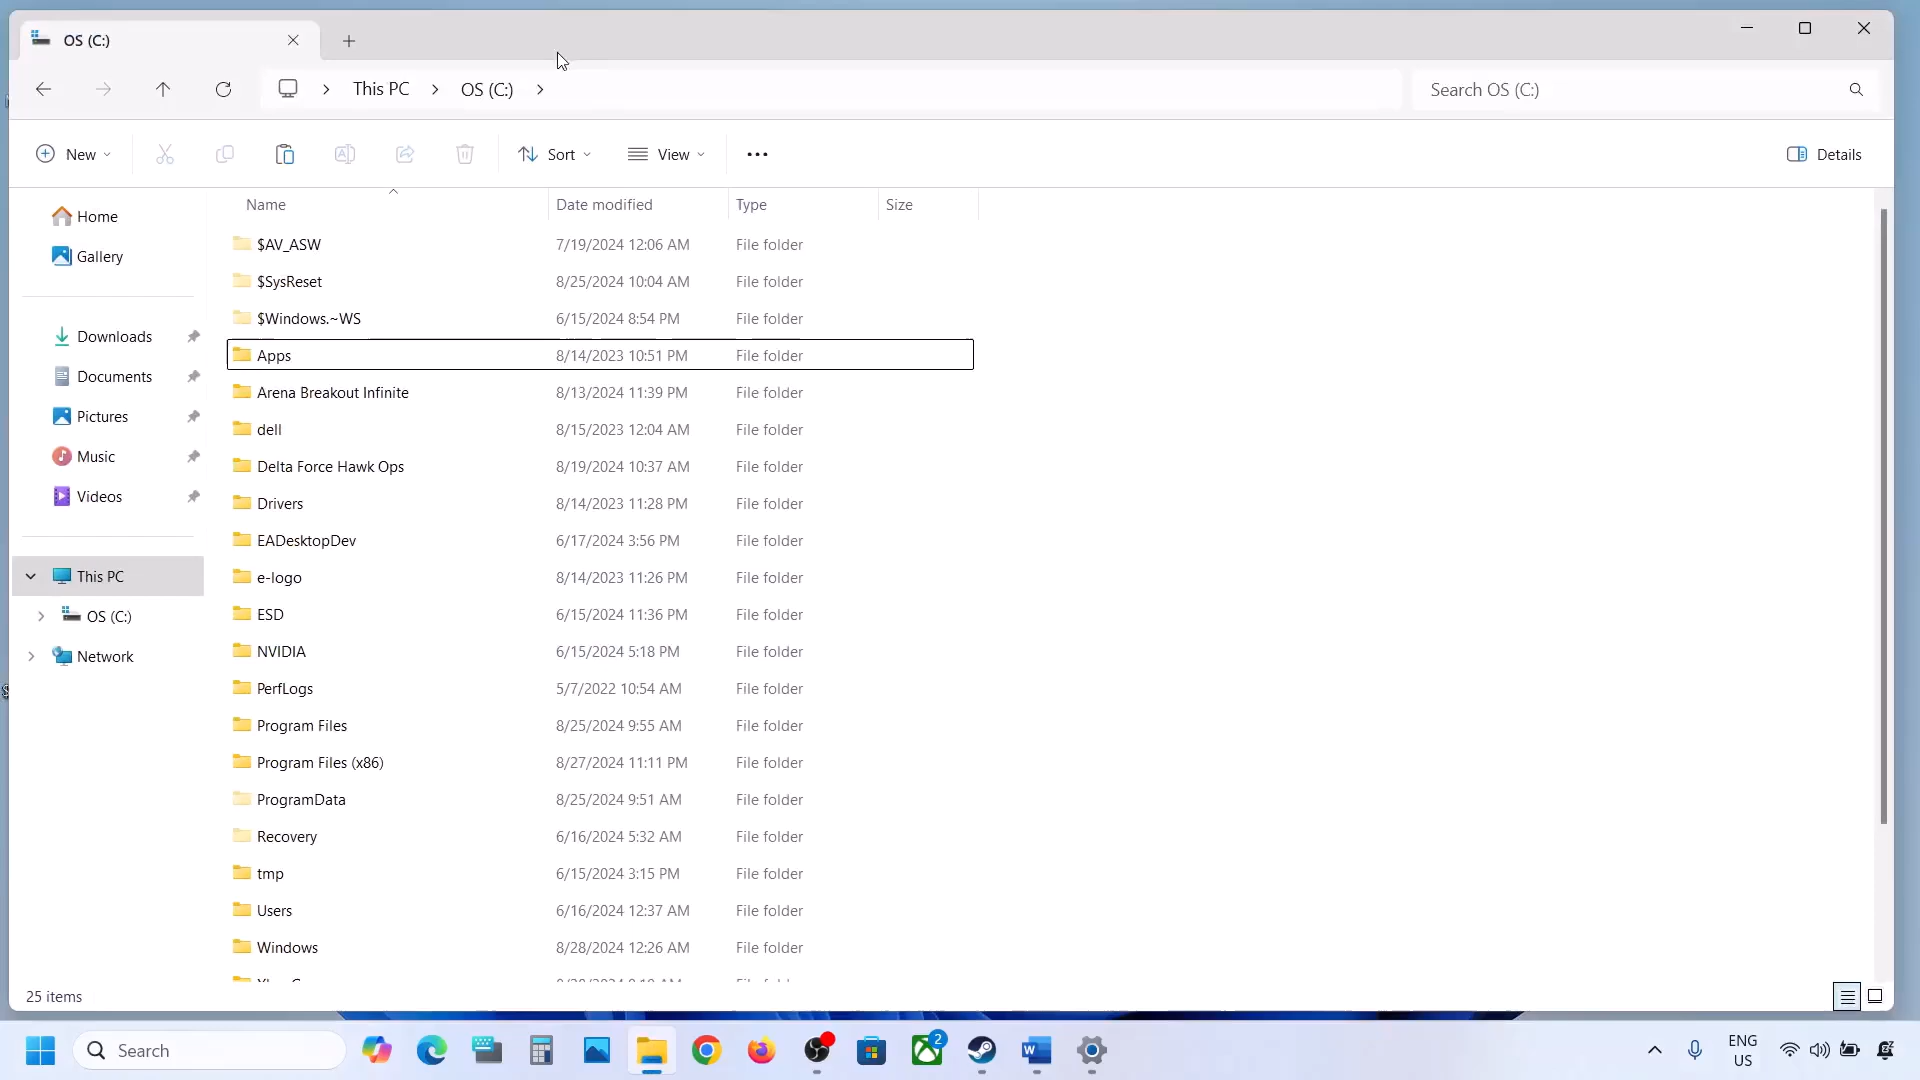 OS (C:)
This PC
OS (C:)
Search OS (C:)
New
Sort
View
Details
Name
Date modified
Type
Size
$AV_ASW 7/19/2024 12:06 AM File folder
$SysReset 8/25/2024 10:04 AM File folder
$Windows.~WS 6/15/2024 8:54 PM File folder
Apps 8/14/2023 10:51 PM File folder
Arena Breakout Infinite 8/13/2024 11:39 PM File folder
dell 8/15/2023 12:04 AM File folder
Delta Force Hawk Ops 8/19/2024 10:37 AM File folder
Drivers 8/14/2023 11:28 PM File folder
EADesktopDev 6/17/2024 3:56 PM File folder
e-logo 8/14/2023 11:26 PM File folder
ESD 6/15/2024 11:36 PM File folder
NVIDIA 6/15/2024 5:18 PM File folder
PerfLogs 5/7/2022 10:54 AM File folder
Program Files 8/25/2024 9:55 AM File folder
Program Files (x86) 8/27/2024 11:11 PM File folder
ProgramData 8/25/2024 9:51 AM File folder
Recovery 6/16/2024 5:32 AM File folder
tmp 6/15/2024 3:15 PM File folder
Users 6/16/2024 12:37 AM File folder
Windows 8/28/2024 12:26 AM File folder
Home
Gallery
Downloads
Documents
Pictures
Music
Videos
This PC
OS (C:)
Network
25 items
Search
2
ENG
US